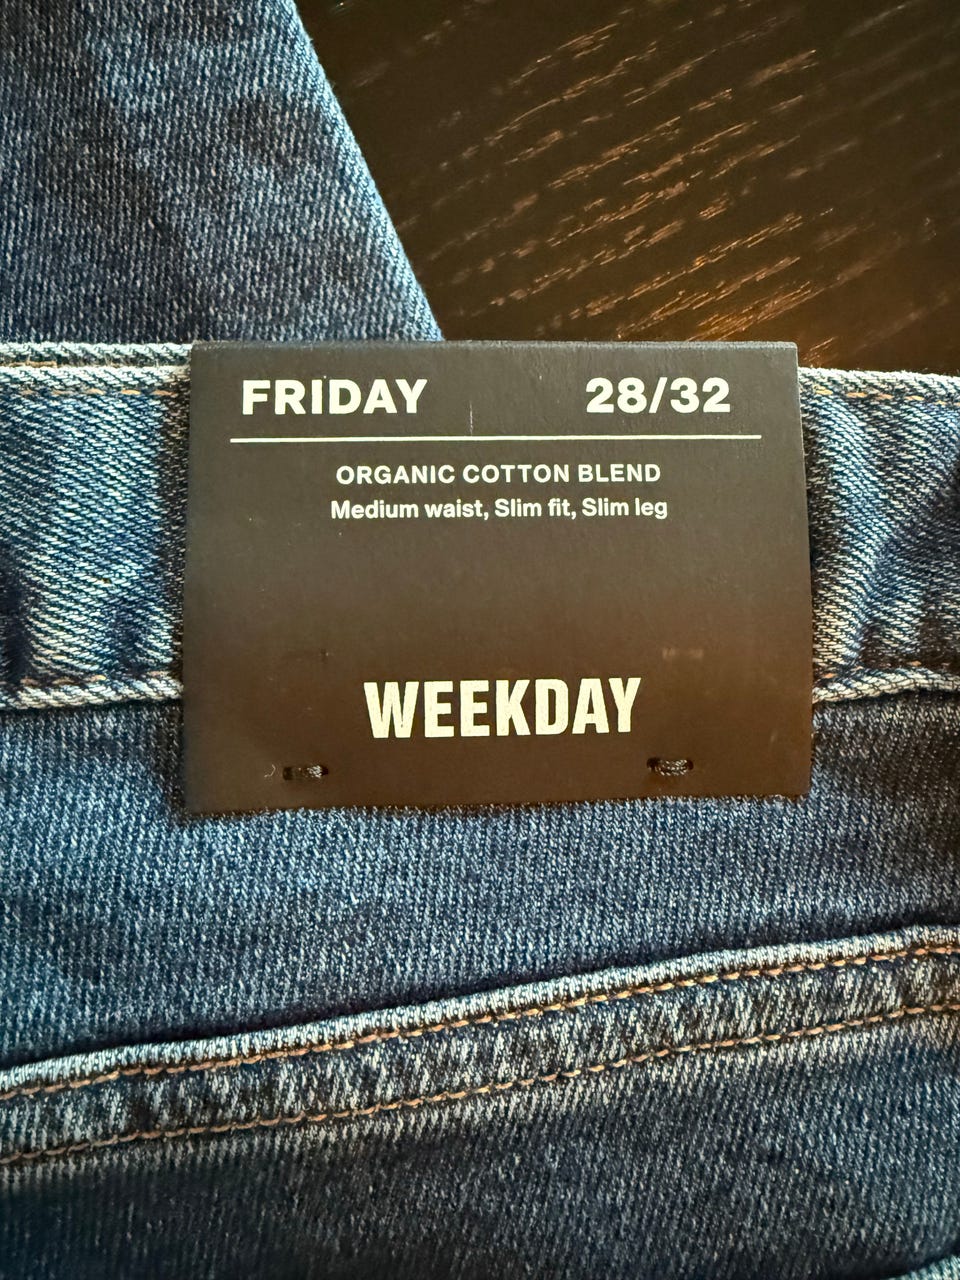 FRIDAY 28/32
ORGANIC COTTON BLEND
Medium waist, Slim fit, Slim leg
WEEKDAY